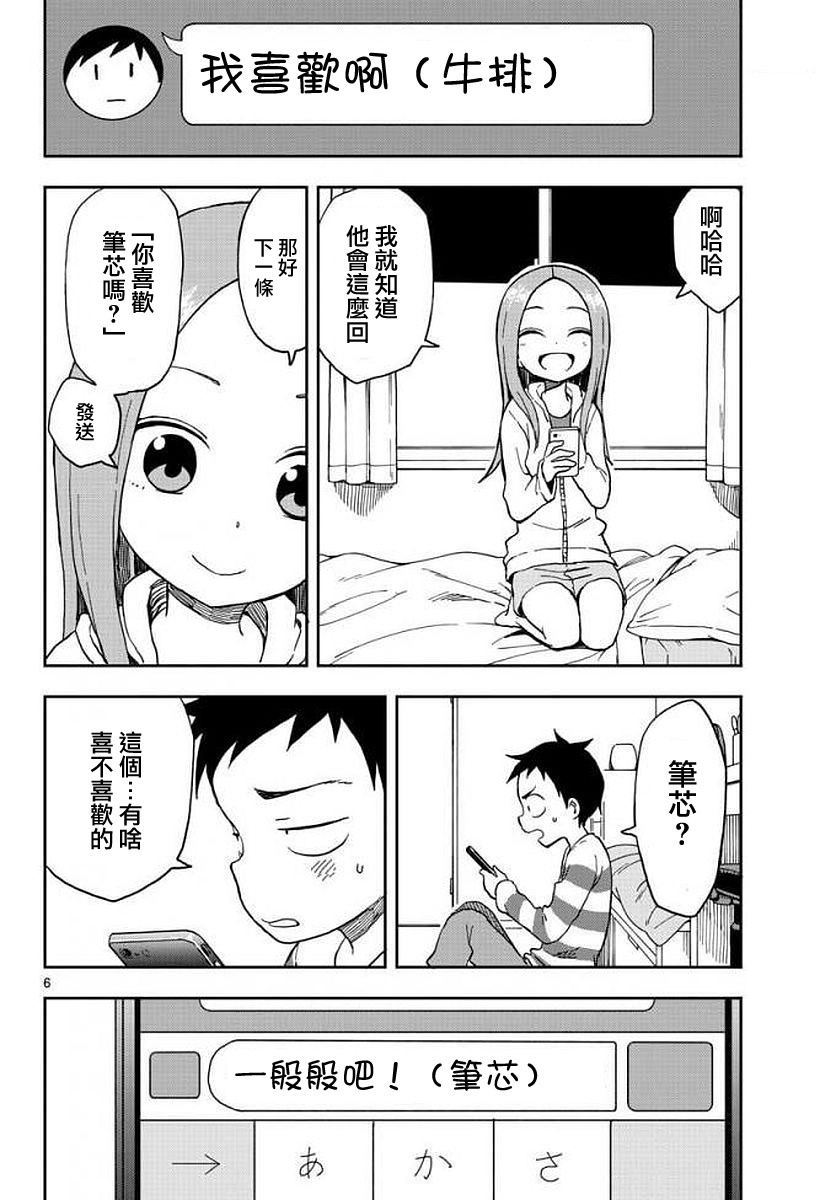 我喜歡啊（牛排）
啊哈哈
我就知道
他會這麼回
那好
下一條
「你喜歡
筆芯嗎？」
發送
筆芯？
這個…有啥
喜不喜歡的
6
一般般吧！（筆芯）
→ あ か さ